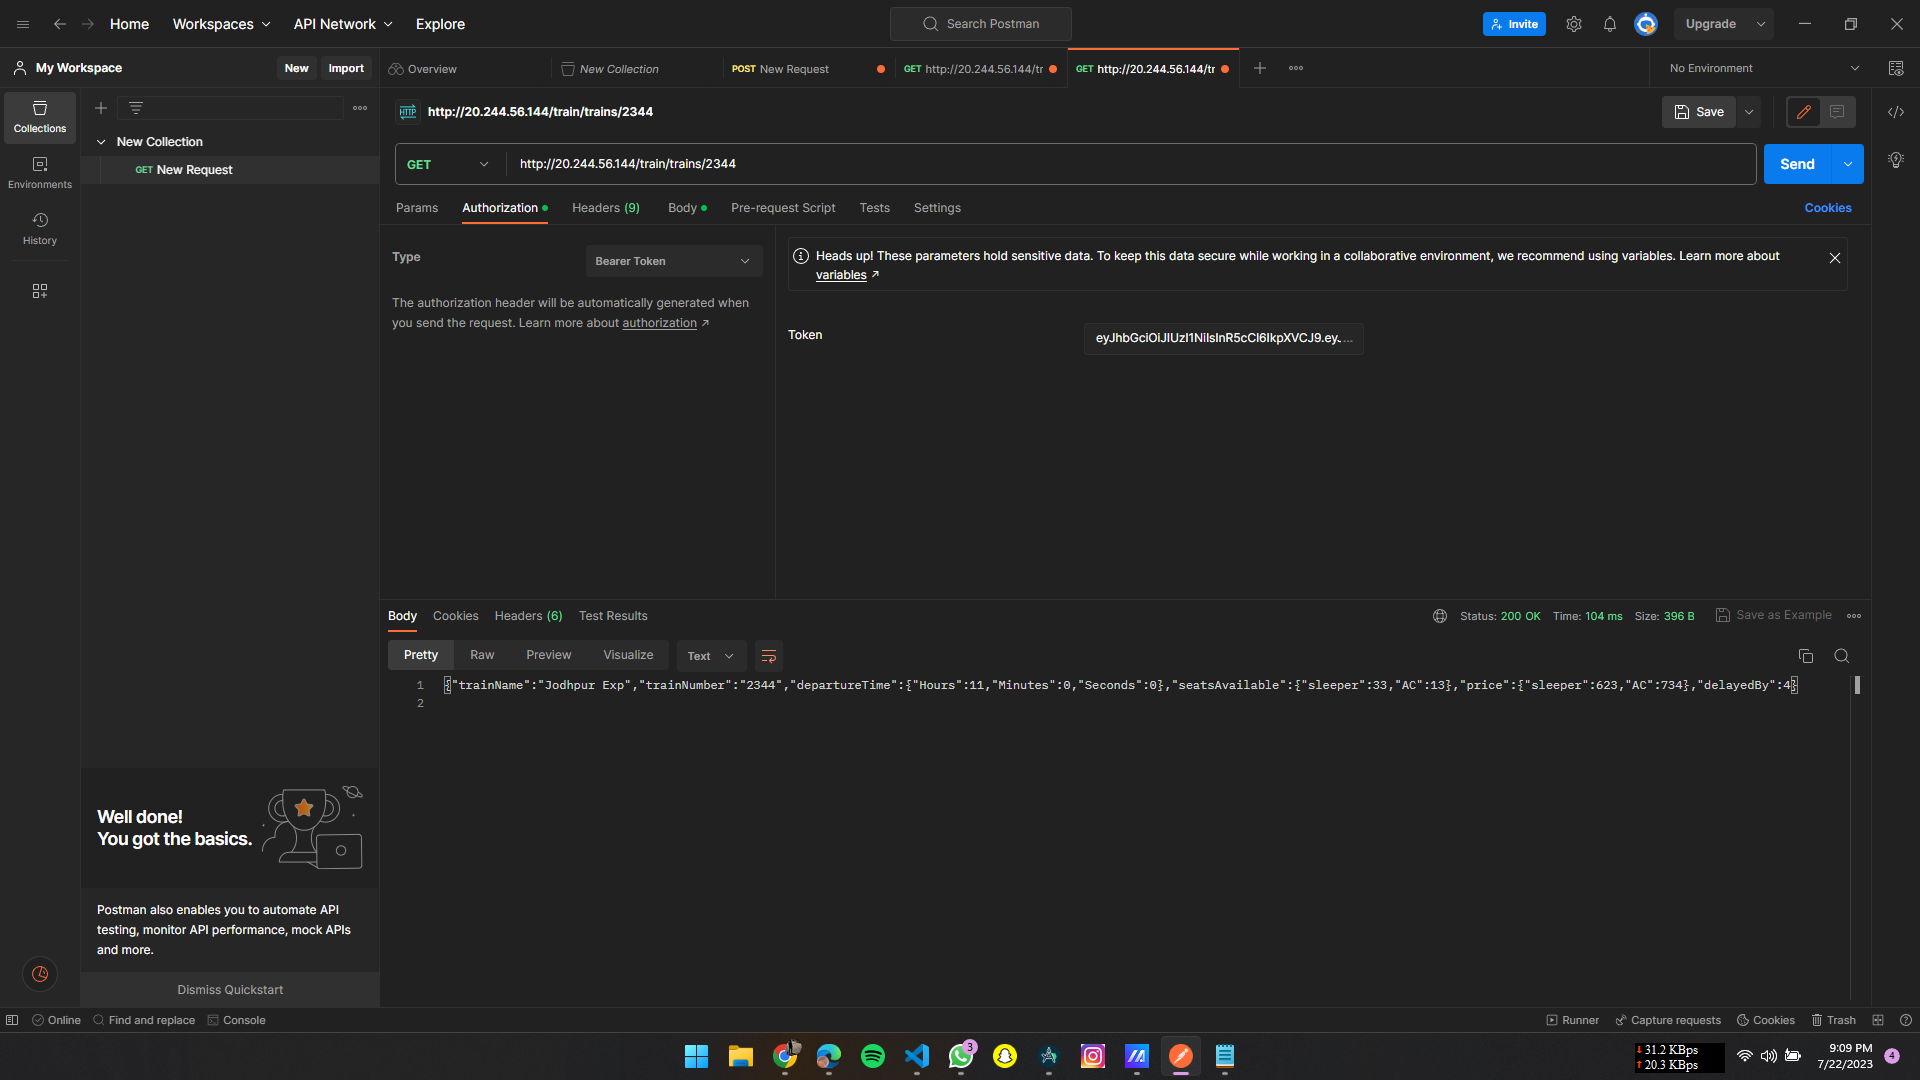 Home
Workspaces
API Network
Explore
Search Postman
Invite
Upgrade
My Workspace
New
Import
Overview
New Collection
POST New Request
GET http://20.244.56.144/tr
GET http://20.244.56.144/tr
No Environment
Collections
Environments
History
New Collection
GET New Request
HTTP
http://20.244.56.144/train/trains/2344
Save
GET
http://20.244.56.144/train/trains/2344
Send
Params
Authorization
Headers (9)
Body
Pre-request Script
Tests
Settings
Cookies
Type
Bearer Token
The authorization header will be automatically generated when
you send the request. Learn more about authorization
Heads up! These parameters hold sensitive data. To keep this data secure while working in a collaborative environment, we recommend using variables. Learn more about
variables
Token
eyJhbGciOiJIUzI1NiIsInR5cCI6IkpXVCJ9.eyJ...
Body
Cookies
Headers (6)
Test Results
Status: 200 OK
Time: 104 ms
Size: 396 B
Save as Example
Pretty
Raw
Preview
Visualize
Text
1 {"trainName":"Jodhpur Exp","trainNumber":"2344","departureTime":{"Hours":11,"Minutes":0,"Seconds":0},"seatsAvailable":{"sleeper":33,"AC":13},"price":{"sleeper":623,"AC":734},"delayedBy":4}
2
Well done!
You got the basics.
Postman also enables you to automate API
testing, monitor API performance, mock APIs
and more.
Dismiss Quickstart
Online
Find and replace
Console
Runner
Capture requests
Cookies
Trash
3
31.2 KBps
20.3 KBps
9:09 PM
7/22/2023
4